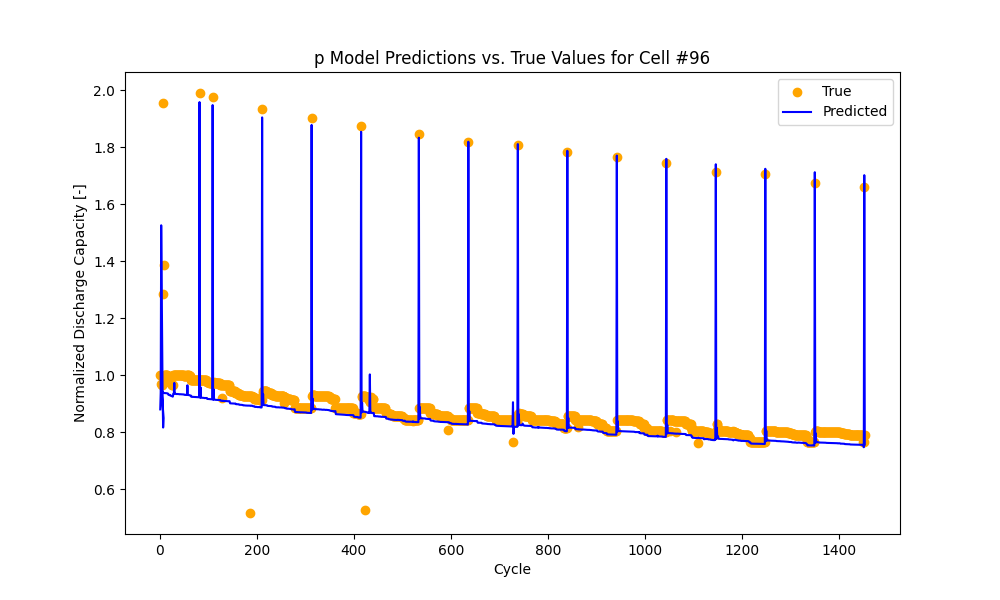 p Model Predictions vs. True Values for Cell #96
Normalized Discharge Capacity [-]
2.0
1.8
1.6
1.4
1.2
1.0
0.8
0.6
True
Predicted
0 200 400 600 800 1000 1200 1400
Cycle